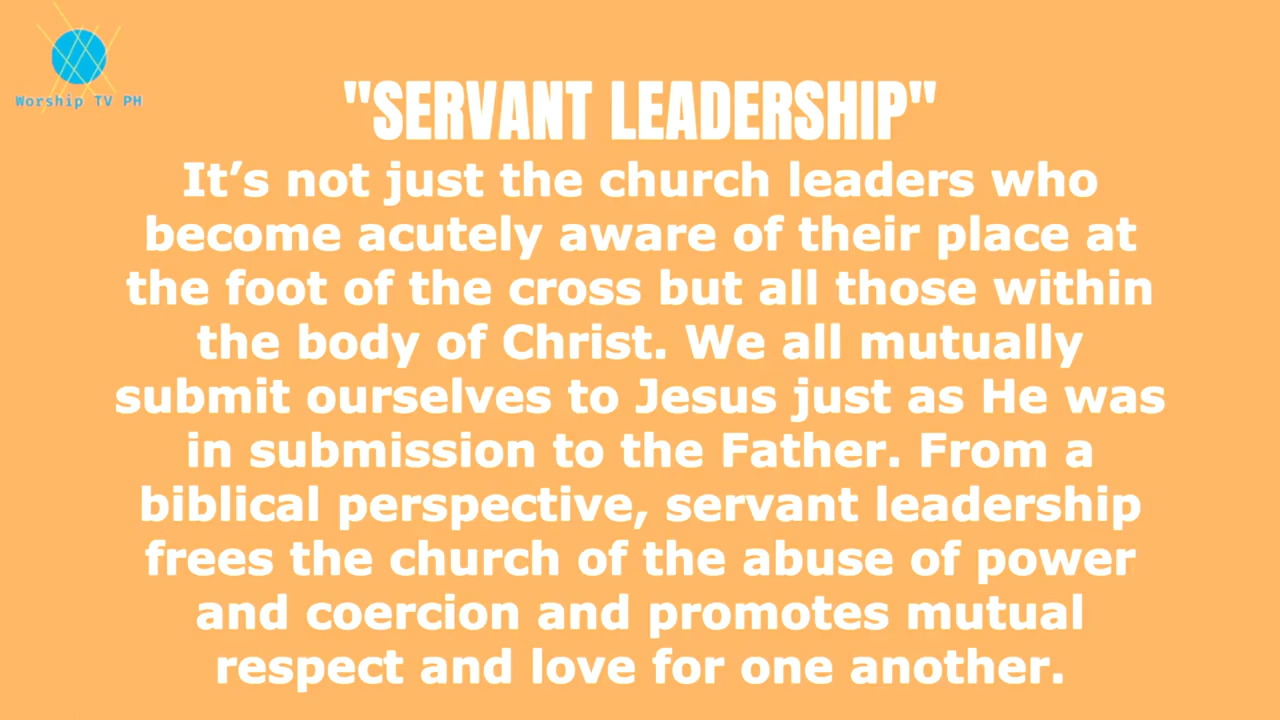 Worship TV PH
"SERVANT LEADERSHIP"
It’s not just the church leaders who
become acutely aware of their place at
the foot of the cross but all those within
the body of Christ. We all mutually
submit ourselves to Jesus just as He was
in submission to the Father. From a
biblical perspective, servant leadership
frees the church of the abuse of power
and coercion and promotes mutual
respect and love for one another.